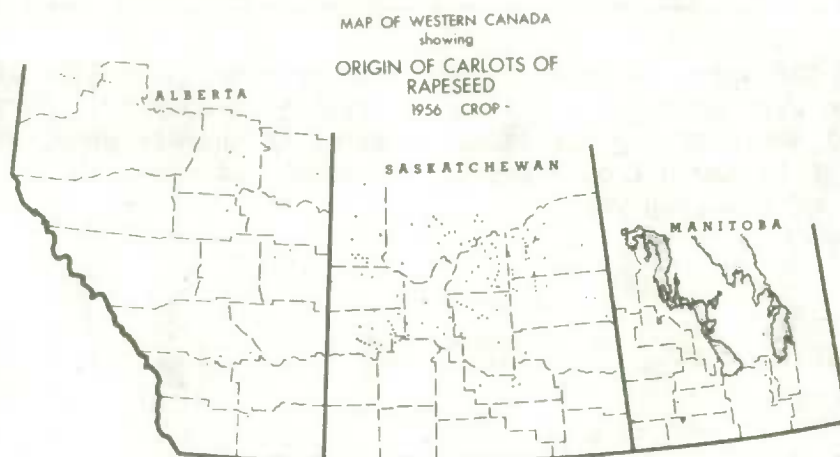 MAP OF WESTERN CANADA
showing
ORIGIN OF CARLOTS OF
RAPESEED
1956 CROP
ALBERTA
SASKATCHEWAN
MANITOBA